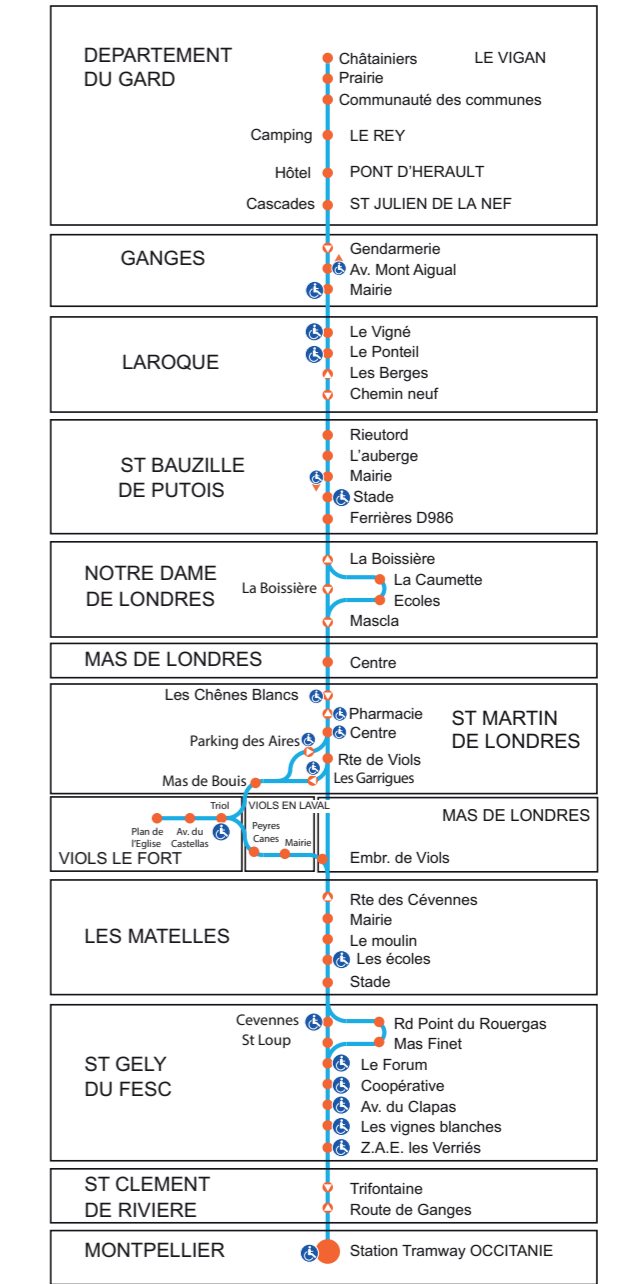 DEPARTEMENT
DU GARD
Châtainiers LE VIGAN
Prairie
Communauté des communes
Camping LE REY
Hôtel PONT D'HERAULT
Cascades ST JULIEN DE LA NEF
GANGES
Gendarmerie
Av. Mont Aigual
Mairie
LAROQUE
Le Vigné
Le Ponteil
Les Berges
Chemin neuf
ST BAUZILLE
DE PUTOIS
Rieutord
L'auberge
Mairie
Stade
Ferrières D986
NOTRE DAME
DE LONDRES
La Boissière
La Caumette
La Boissière
Ecoles
Mascla
MAS DE LONDRES
Centre
ST MARTIN
DE LONDRES
Les Chênes Blancs
Pharmacie
Centre
Parking des Aires
Rte de Viols
Les Garrigues
Mas de Bouis
Triol
Plan de
l'Eglise
Av. du
Castellas
VIOLS LE FORT
VIOLS EN LAVAL
Peyres
Canes
Mairie
MAS DE LONDRES
Embr. de Viols
LES MATELLES
Rte des Cévennes
Mairie
Le moulin
Les écoles
Stade
ST GELY
DU FESC
Cevennes
St Loup
Rd Point du Rouergas
Mas Finet
Le Forum
Coopérative
Av. du Clapas
Les vignes blanches
Z.A.E. les Verriés
ST CLEMENT
DE RIVIERE
Trifontaine
Route de Ganges
MONTPELLIER
Station Tramway OCCITANIE